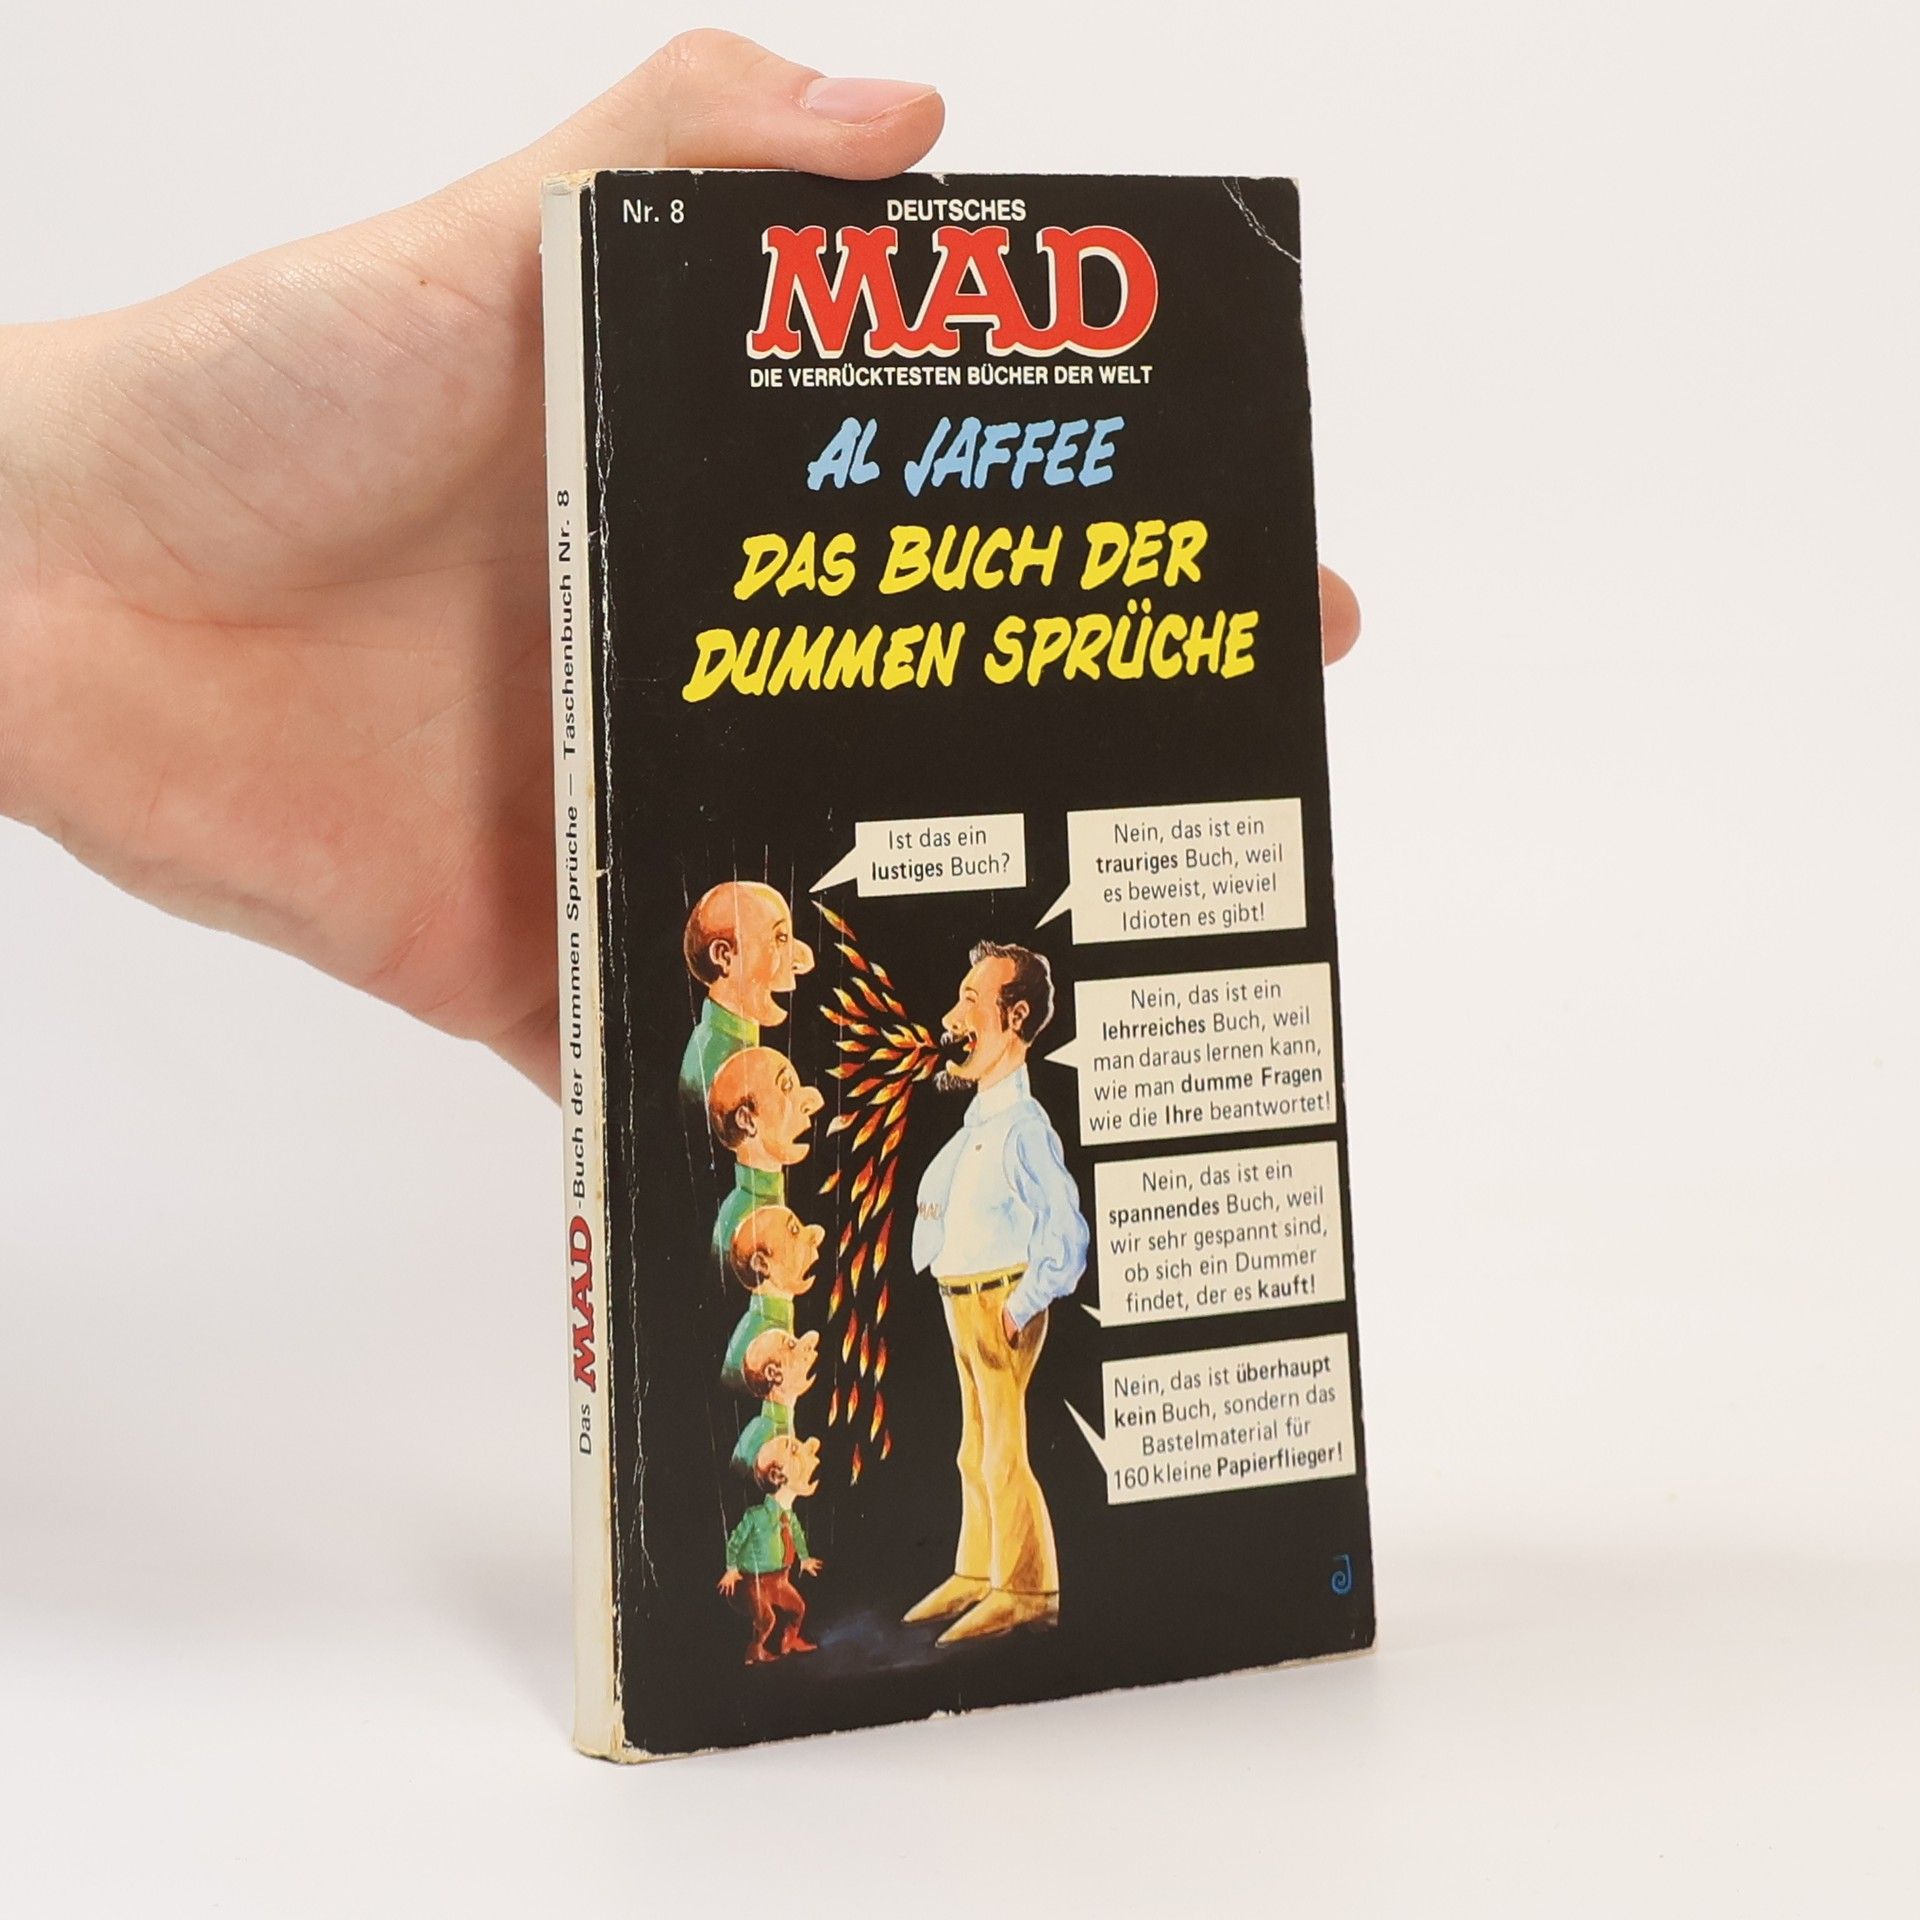 Nr. 8
DEUTSCHES
MAD
DIE VERRÜCKTESTEN BÜCHER DER WELT
AL JAFFEE
DAS BUCH DER
DUMMEN SPRÜCHE
Ist das ein
lustiges Buch?
Nein, das ist ein
trauriges Buch, weil
es beweist, wieviel
Idioten es gibt!
Nein, das ist ein
lehrreiches Buch, weil
man daraus lernen kann,
wie man dumme Fragen
wie die Ihre beantwortet!
Nein, das ist ein
spannendes Buch, weil
wir sehr gespannt sind,
ob sich ein Dummer
findet, der es kauft!
Nein, das ist überhaupt
kein Buch, sondern das
Bastelmaterial für
160 kleine Papierflieger!
MAD
Das MAD-Buch der dummen Sprüche — Taschenbuch Nr. 8